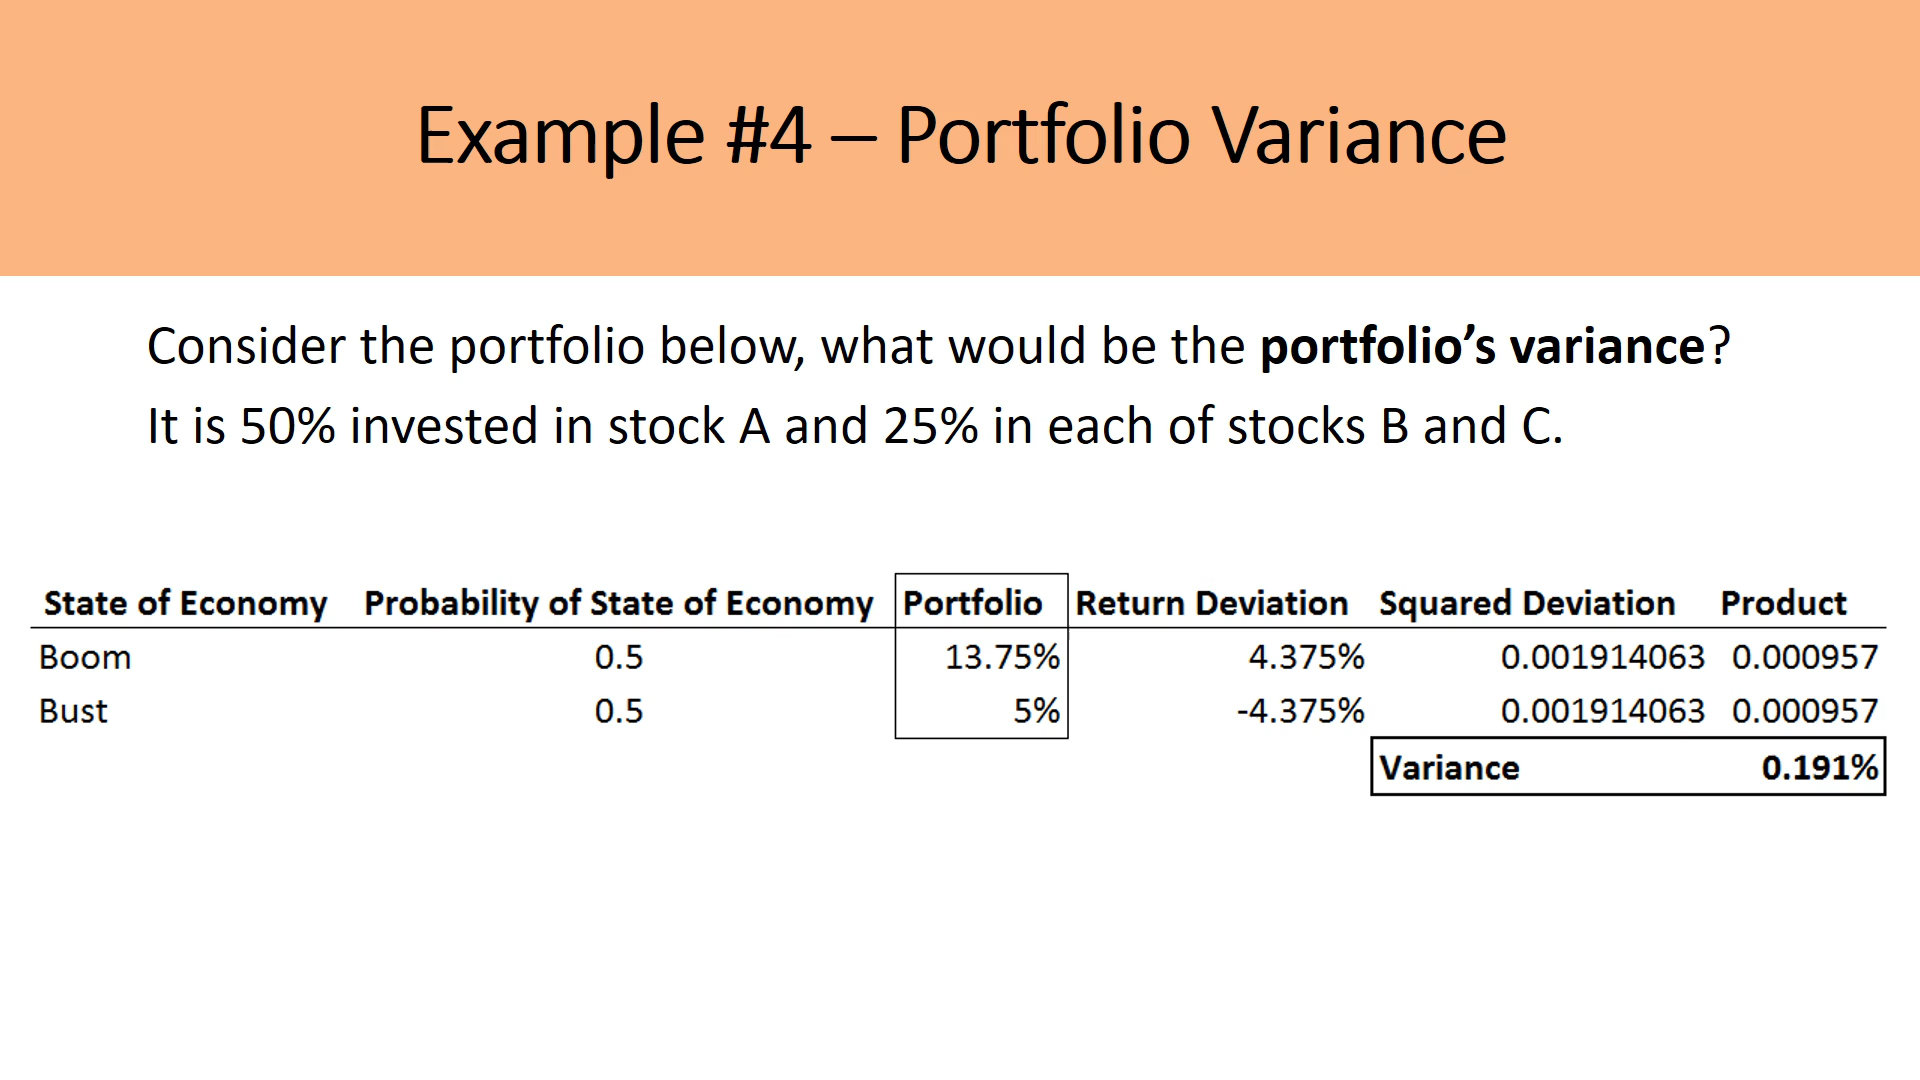 Example #4 – Portfolio Variance
Consider the portfolio below, what would be the portfolio’s variance?
It is 50% invested in stock A and 25% in each of stocks B and C.
State of Economy Probability of State of Economy Portfolio Return Deviation Squared Deviation Product
Boom 0.5 13.75% 4.375% 0.001914063 0.000957
Bust 0.5 5% -4.375% 0.001914063 0.000957
Variance 0.191%